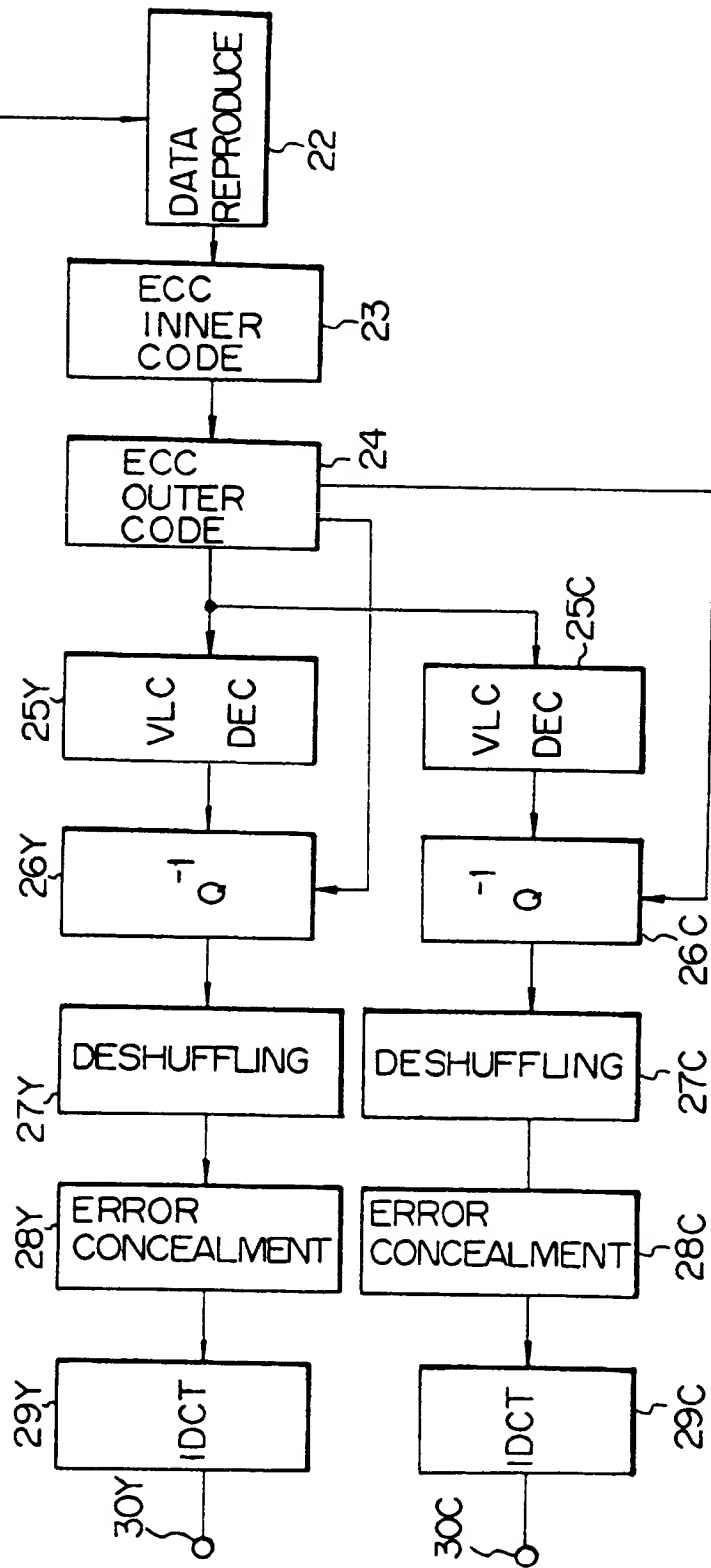 DATA
REPRODUCE
22
ECC
INNER
CODE
23
ECC
OUTER
CODE
24
25Y
VLC
DEC
25C
VLC
DEC
26Y
Q⁻¹
26C
Q⁻¹
27Y
DESHUFFLING
27C
DESHUFFLING
28Y
ERROR
CONCEALMENT
28C
ERROR
CONCEALMENT
29Y
IDCT
29C
IDCT
30Y
30C